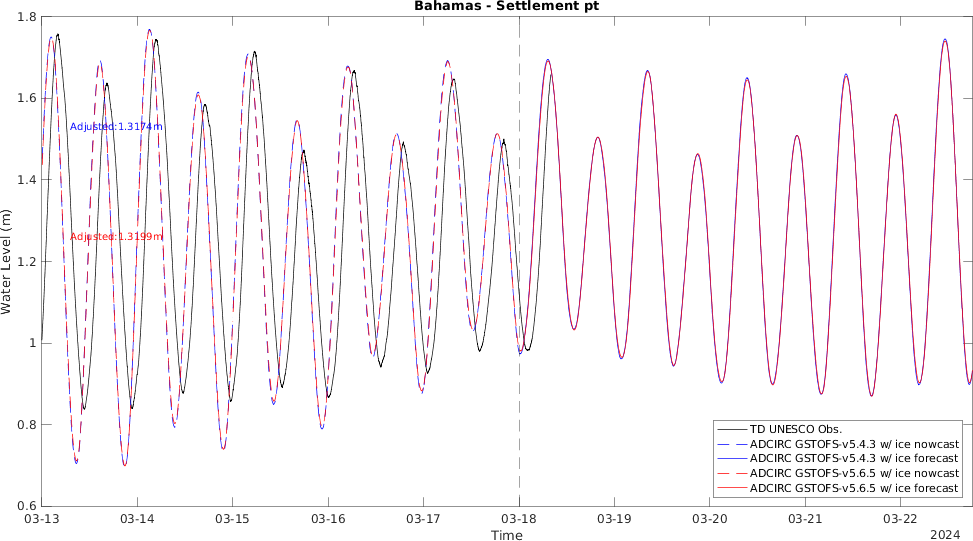 Bahamas - Settlement pt
1.8
1.6
1.4
1.2
1
0.8
0.6
Water Level (m)
Adjusted:1.3174m
Adjusted:1.3199m
TD UNESCO Obs.
ADCIRC GSTOFS-v5.4.3 w/ ice nowcast
ADCIRC GSTOFS-v5.4.3 w/ ice forecast
ADCIRC GSTOFS-v5.6.5 w/ ice nowcast
ADCIRC GSTOFS-v5.6.5 w/ ice forecast
03-13 03-14 03-15 03-16 03-17 03-18 03-19 03-20 03-21 03-22
Time
2024